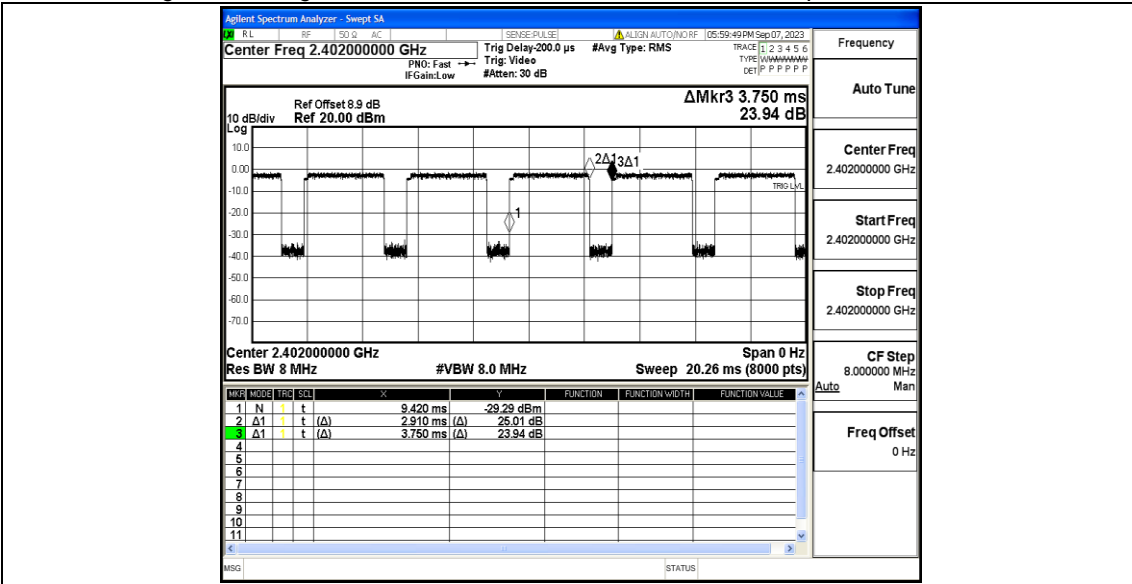 Agilent Spectrum Analyzer - Swept SA
RL RF 50 Ω AC SENSE:PULSE ALIGN AUTO/NO RF 05:59:49 PM Sep 07, 2023
Center Freq 2.402000000 GHz
PNO: Fast
IFGain:Low
Trig Delay-200.0 µs
Trig: Video
#Atten: 30 dB
#Avg Type: RMS
TRACE 1 2 3 4 5 6
TYPE WWWWWW
DET P P P P P P
Ref Offset 8.9 dB
10 dB/div Ref 20.00 dBm
Log
ΔMkr3 3.750 ms
23.94 dB
10.0
0.00
-10.0
-20.0
-30.0
-40.0
-50.0
-60.0
-70.0
2Δ1
3Δ1
1
TRIG LVL
Center 2.402000000 GHz Span 0 Hz
Res BW 8 MHz #VBW 8.0 MHz Sweep 20.26 ms (8000 pts)
MKR MODE TRC SCL X Y FUNCTION FUNCTION WIDTH FUNCTION VALUE
1 N 1 t 9.420 ms -29.29 dBm
2 Δ1 1 t (Δ) 2.910 ms (Δ) 25.01 dB
3 Δ1 1 t (Δ) 3.750 ms (Δ) 23.94 dB
4
5
6
7
8
9
10
11
MSG STATUS
Frequency
Auto Tune
Center Freq
2.402000000 GHz
Start Freq
2.402000000 GHz
Stop Freq
2.402000000 GHz
CF Step
8.000000 MHz
Auto Man
Freq Offset
0 Hz